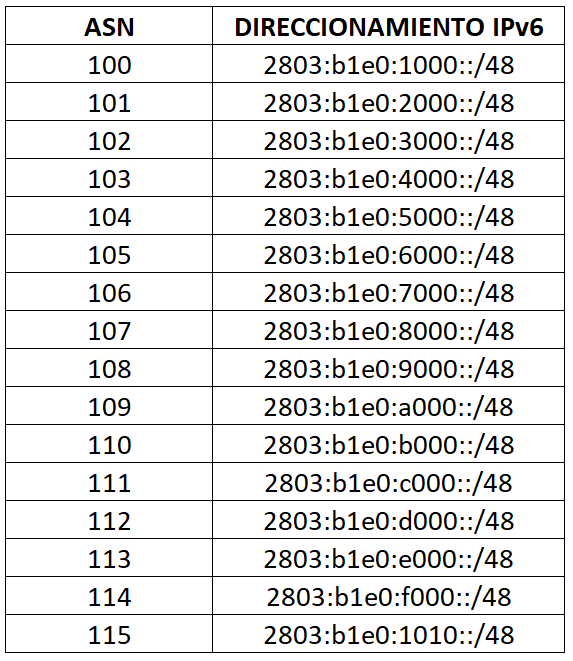 ASN DIRECCIONAMIENTO IPv6
100 2803:b1e0:1000::/48
101 2803:b1e0:2000::/48
102 2803:b1e0:3000::/48
103 2803:b1e0:4000::/48
104 2803:b1e0:5000::/48
105 2803:b1e0:6000::/48
106 2803:b1e0:7000::/48
107 2803:b1e0:8000::/48
108 2803:b1e0:9000::/48
109 2803:b1e0:a000::/48
110 2803:b1e0:b000::/48
111 2803:b1e0:c000::/48
112 2803:b1e0:d000::/48
113 2803:b1e0:e000::/48
114 2803:b1e0:f000::/48
115 2803:b1e0:1010::/48